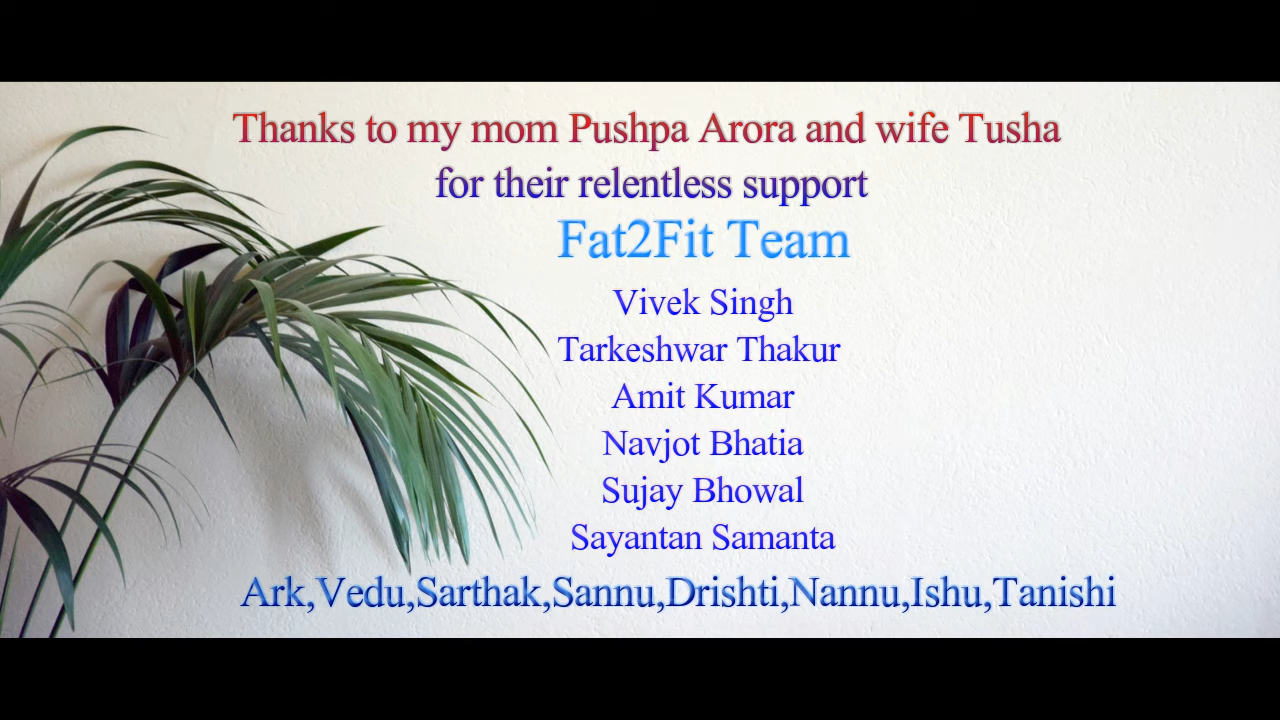 Thanks to my mom Pushpa Arora and wife Tusha
for their relentless support
Fat2Fit Team
Vivek Singh
Tarkeshwar Thakur
Amit Kumar
Navjot Bhatia
Sujay Bhowal
Sayantan Samanta
Ark,Vedu,Sarthak,Sannu,Drishti,Nannu,Ishu,Tanishi